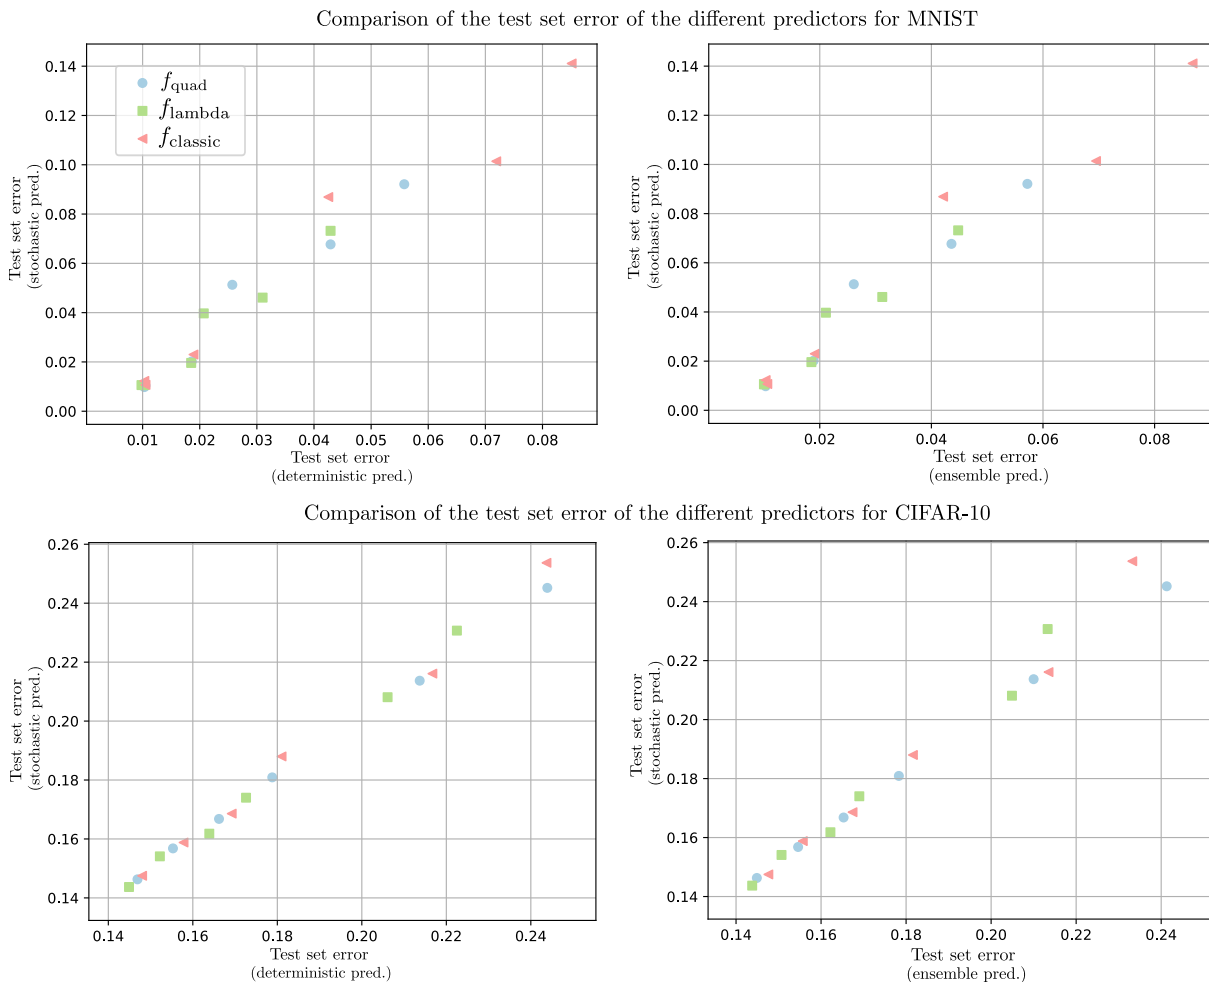 Comparison of the test set error of the different predictors for MNIST
0.14
0.12
0.10
0.08
0.06
0.04
0.02
0.00
Test set error
(stochastic pred.)
f_quad
f_lambda
f_classic
0.01 0.02 0.03 0.04 0.05 0.06 0.07 0.08
Test set error
(deterministic pred.)
0.14
0.12
0.10
0.08
0.06
0.04
0.02
0.00
Test set error
(stochastic pred.)
0.02 0.04 0.06 0.08
Test set error
(ensemble pred.)
Comparison of the test set error of the different predictors for CIFAR-10
0.26
0.24
0.22
0.20
0.18
0.16
0.14
Test set error
(stochastic pred.)
0.14 0.16 0.18 0.20 0.22 0.24
Test set error
(deterministic pred.)
0.26
0.24
0.22
0.20
0.18
0.16
0.14
Test set error
(stochastic pred.)
0.14 0.16 0.18 0.20 0.22 0.24
Test set error
(ensemble pred.)